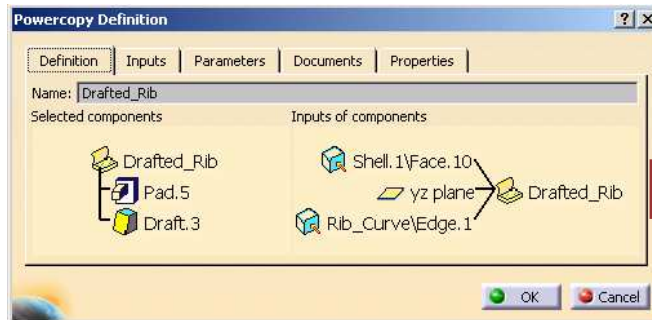 Powercopy Definition
Definition Inputs Parameters Documents Properties
Name: Drafted_Rib
Selected components Inputs of components
Drafted_Rib
Pad.5
Draft.3
Shell.1\Face.10
yz plane
Rib_Curve\Edge.1
Drafted_Rib
OK Cancel